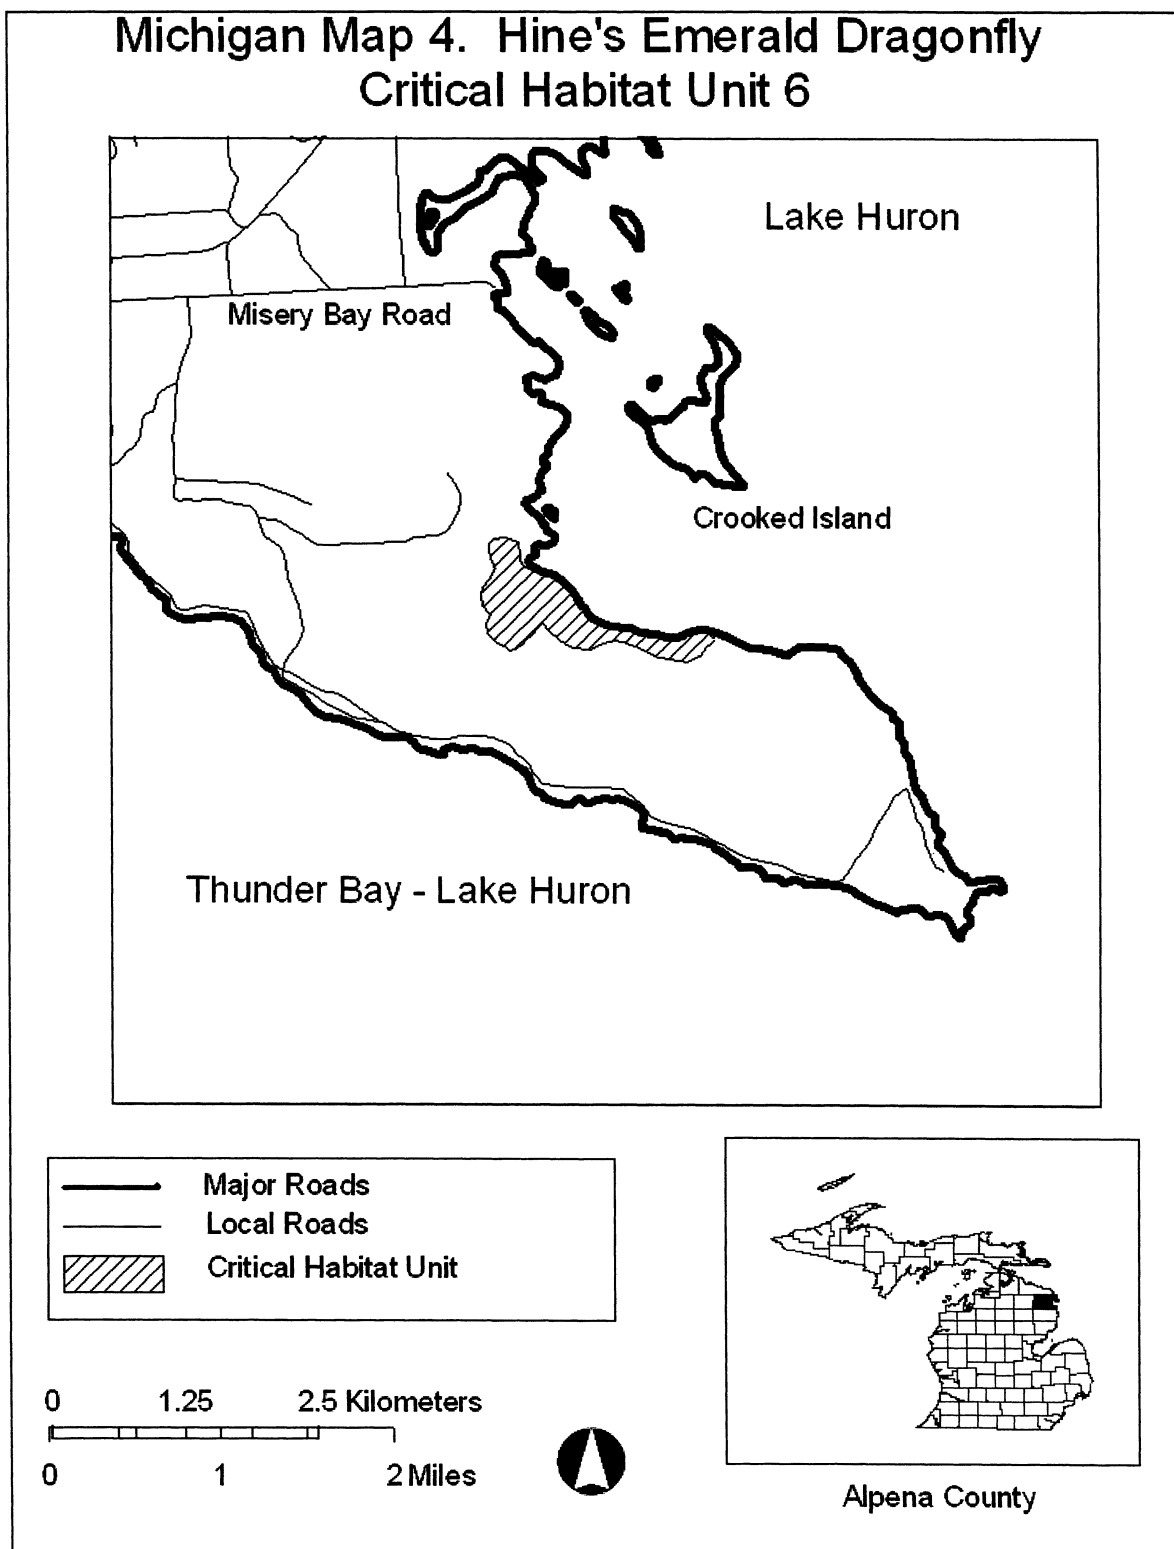 Michigan Map 4. Hine's Emerald Dragonfly
Critical Habitat Unit 6
Lake Huron
Misery Bay Road
Crooked Island
Thunder Bay - Lake Huron
Major Roads
Local Roads
Critical Habitat Unit
0 1.25 2.5 Kilometers
0 1 2 Miles
Alpena County